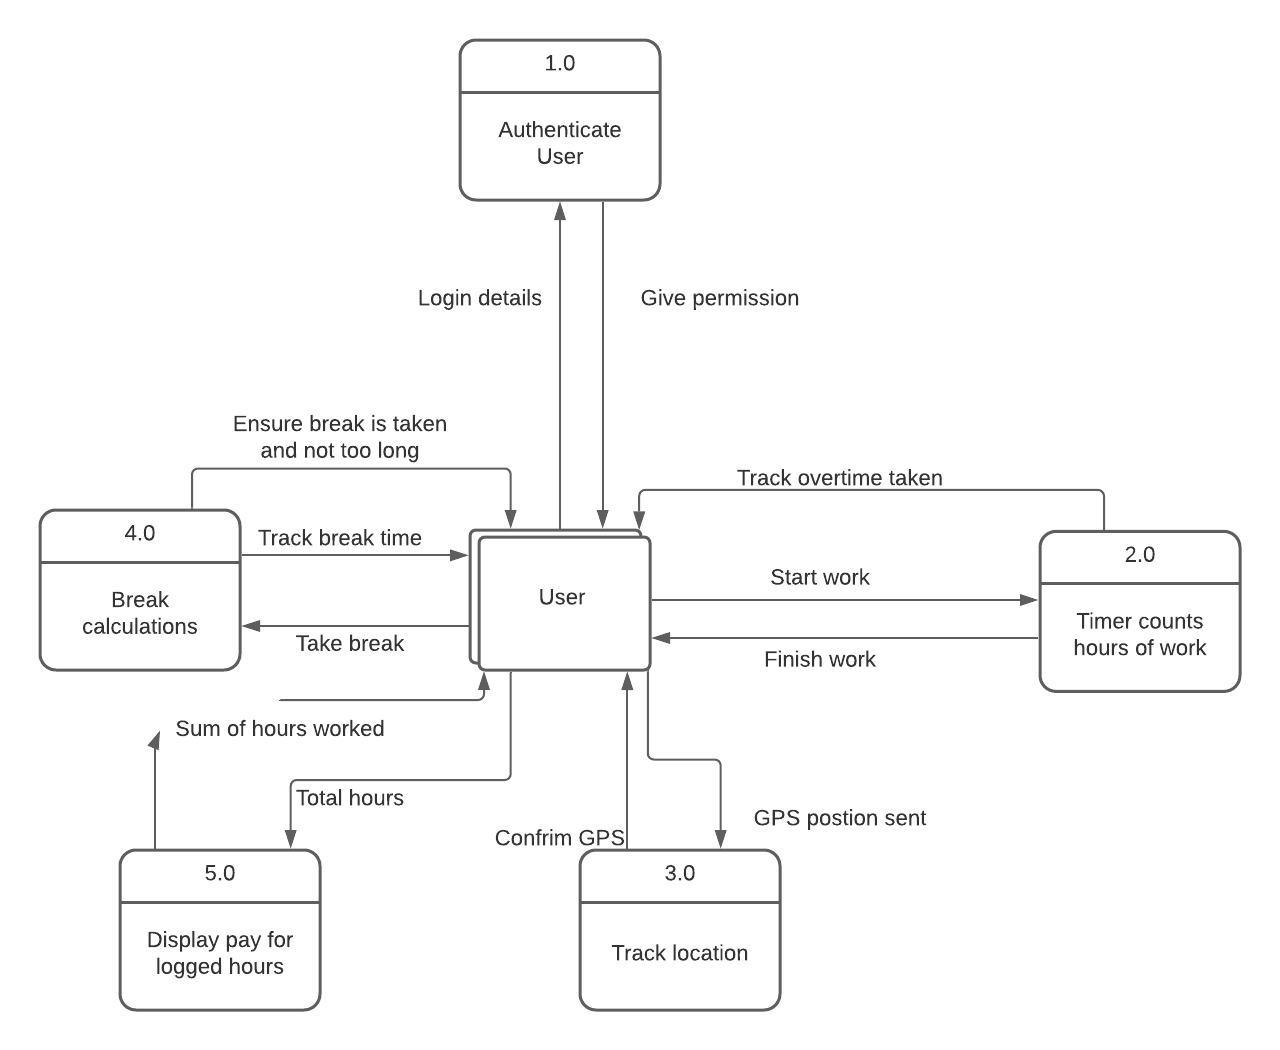 1.0
Authenticate
User
Login details
Give permission
Ensure break is taken
and not too long
Track overtime taken
4.0
Track break time
Break
calculations
Take break
User
Start work
Finish work
2.0
Timer counts
hours of work
Sum of hours worked
Total hours
Confrim GPS
GPS postion sent
5.0
Display pay for
logged hours
3.0
Track location